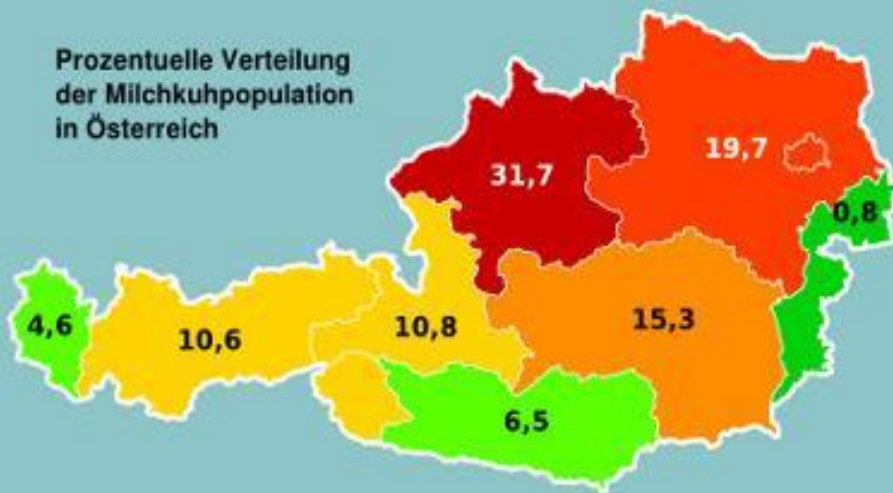 Prozentuelle Verteilung
der Milchkuhpopulation
in Österreich
19,7
31,7
0,8
4,6
10,6
10,8
15,3
6,5